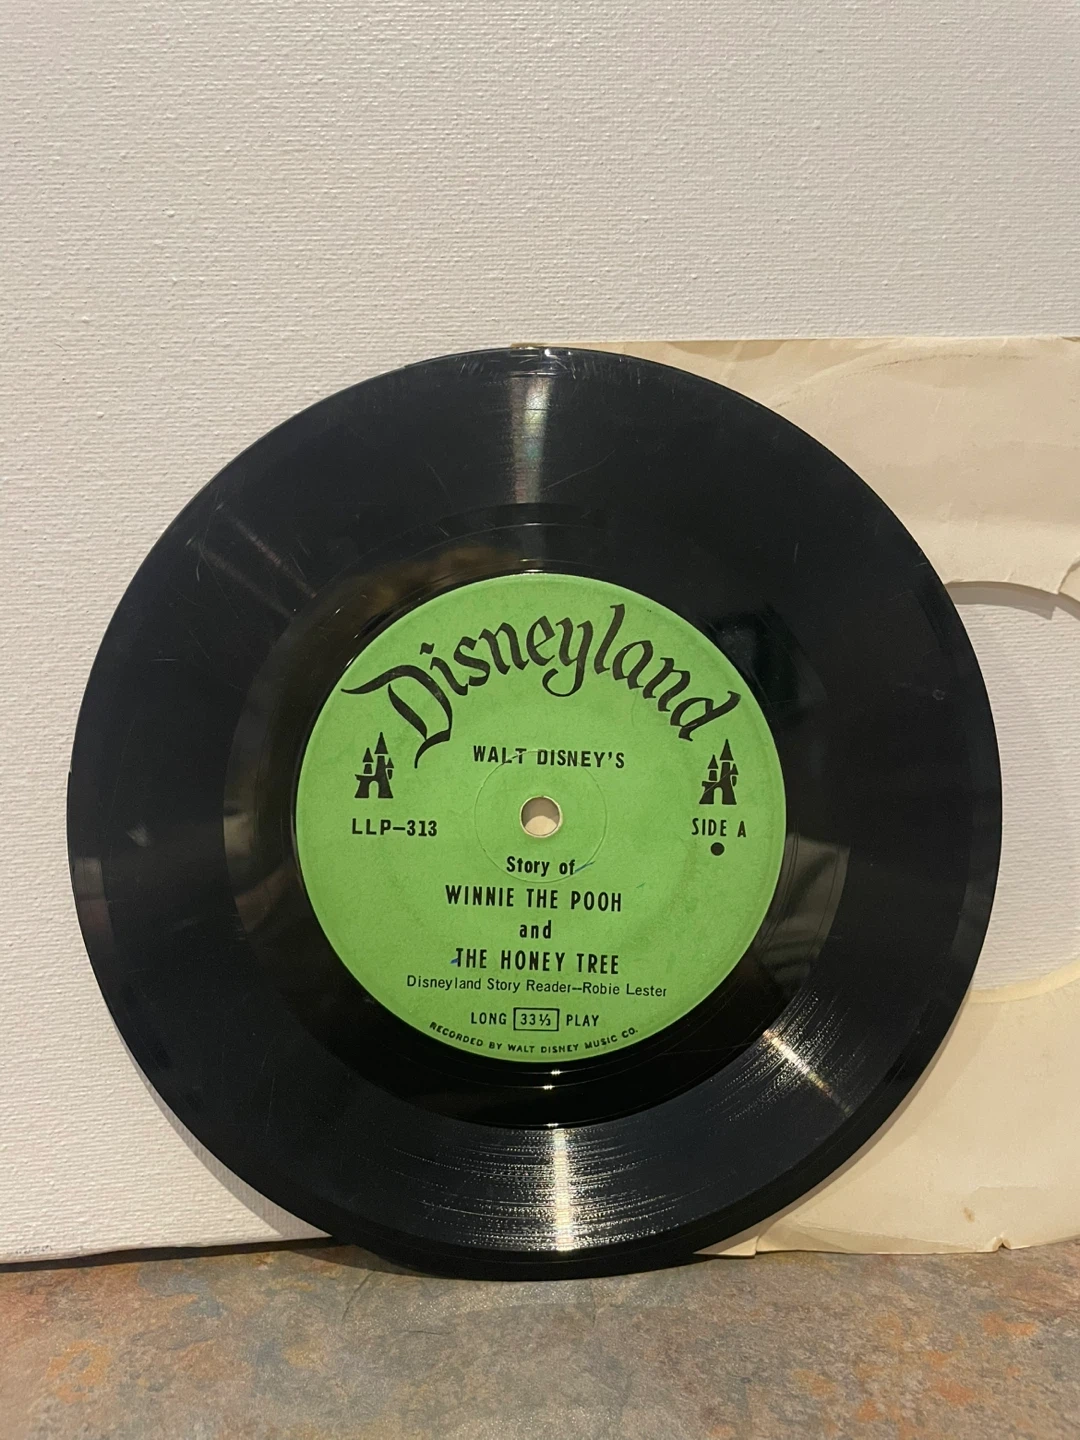 Disneyland
WALT DISNEY'S
LLP-313
SIDE A
Story of
WINNIE THE POOH
and
THE HONEY TREE
Disneyland Story Reader--Robie Lester
LONG 33⅓ PLAY
RECORDED BY WALT DISNEY MUSIC CO.